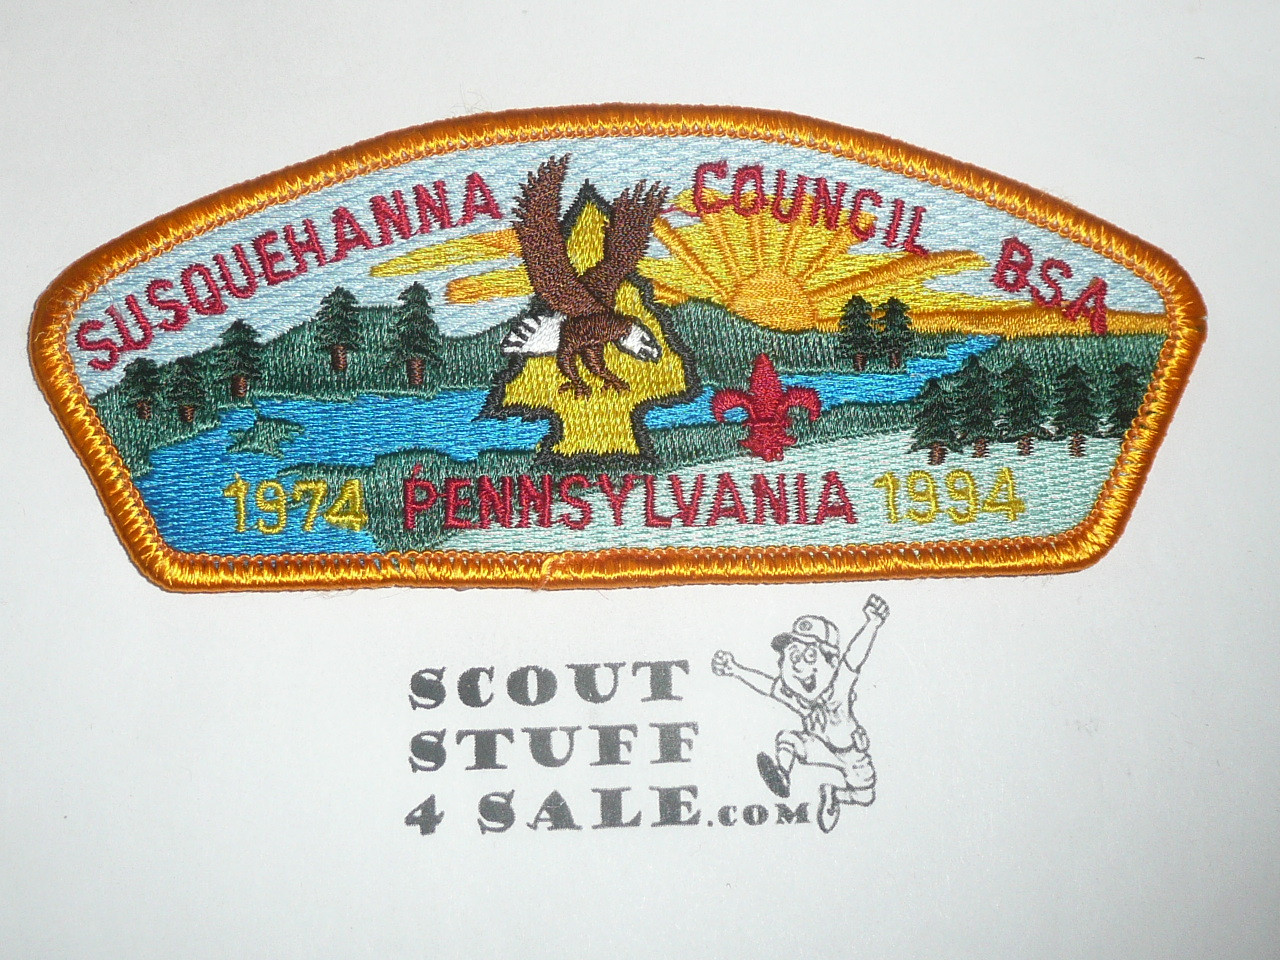 SUSQUEHANNA COUNCIL BSA
1974 PENNSYLVANIA 1994
SCOUT
STUFF
4 SALE.COM